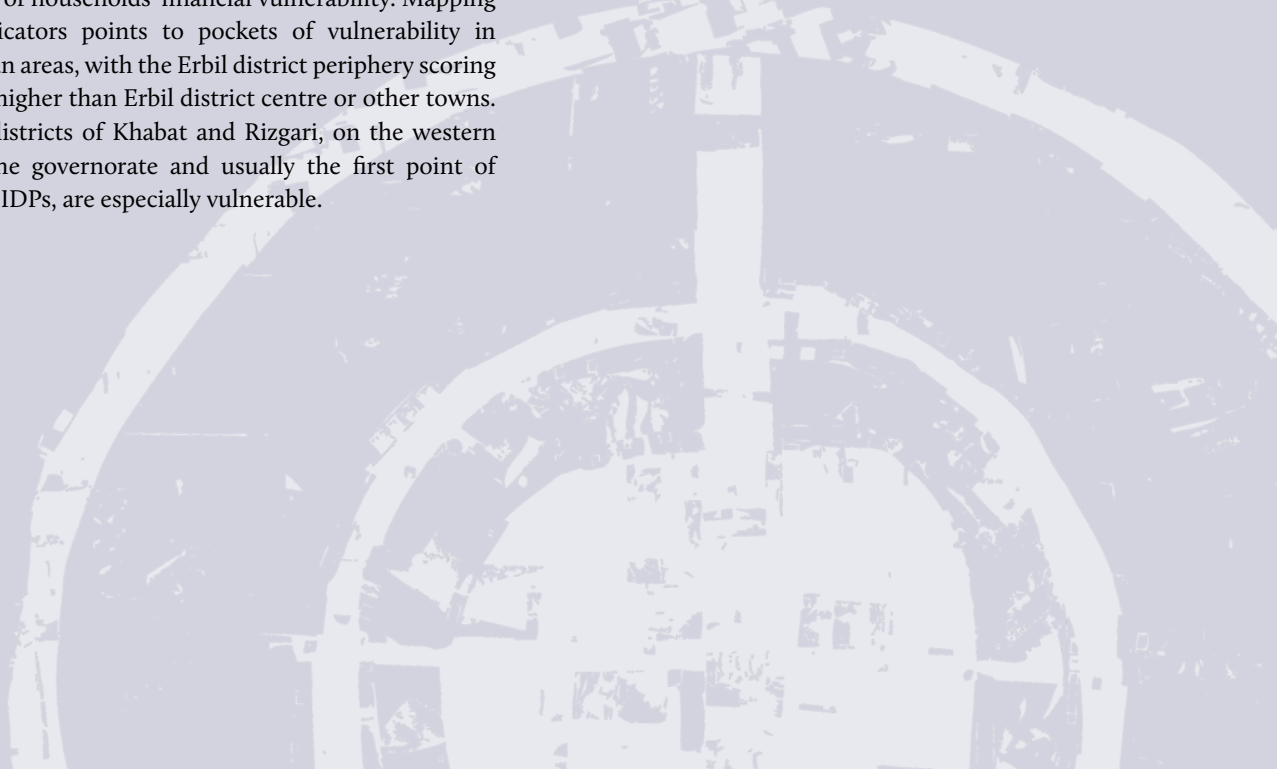 of households' financial vulnerability. Mapping
icators points to pockets of vulnerability in
n areas, with the Erbil district periphery scoring
higher than Erbil district centre or other towns.
istricts of Khabat and Rizgari, on the western
he governorate and usually the first point of
IDPs, are especially vulnerable.